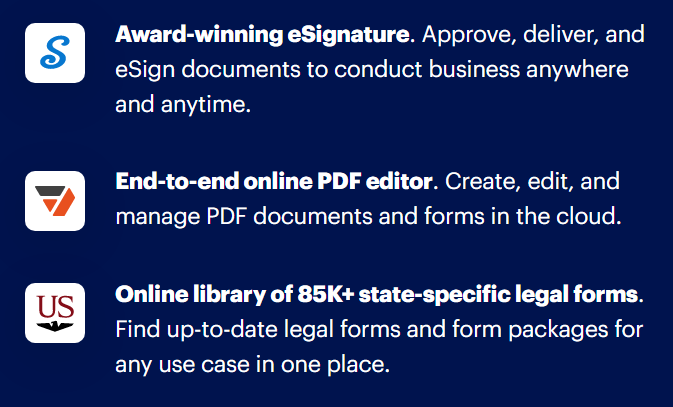 Award-winning eSignature. Approve, deliver, and
eSign documents to conduct business anywhere
and anytime.
End-to-end online PDF editor. Create, edit, and
manage PDF documents and forms in the cloud.
US
Online library of 85K+ state-specific legal forms.
Find up-to-date legal forms and form packages for
any use case in one place.